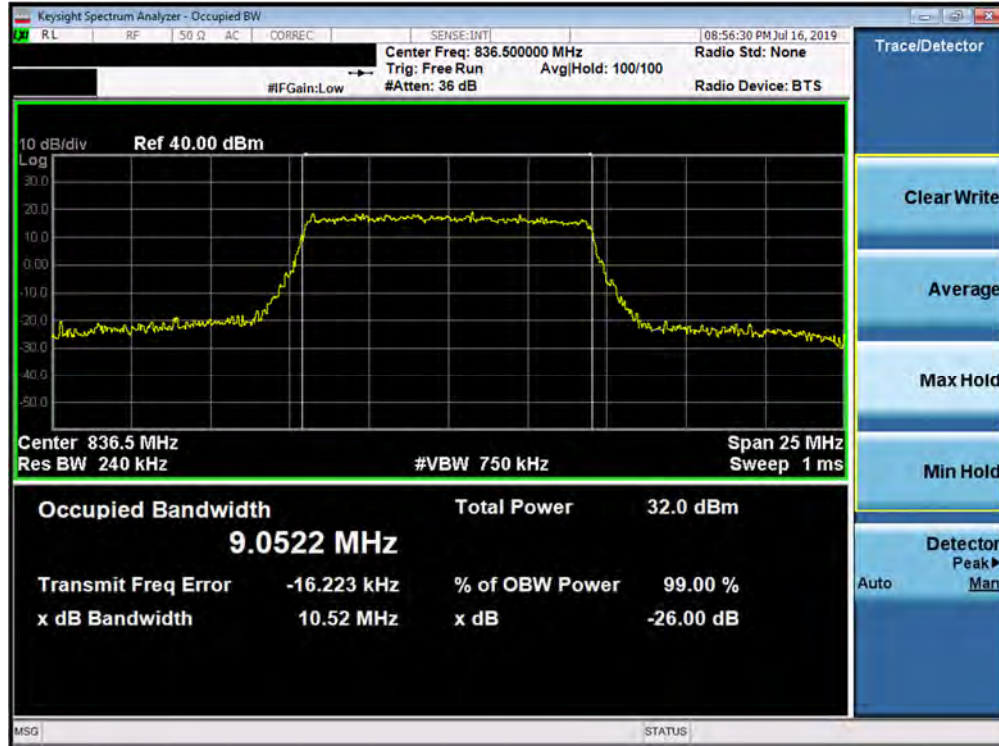 Keysight Spectrum Analyzer - Occupied BW
LXI RL RF 50 Ω AC CORREC SENSE:INT 08:56:30 PM Jul 16, 2019
Center Freq: 836.500000 MHz Radio Std: None
Trig: Free Run Avg|Hold: 100/100
#IFGain:Low #Atten: 36 dB Radio Device: BTS
10 dB/div Ref 40.00 dBm
Log
30.0
20.0
10.0
0.00
-10.0
-20.0
-30.0
-40.0
-50.0
Center 836.5 MHz Span 25 MHz
Res BW 240 kHz #VBW 750 kHz Sweep 1 ms
Occupied Bandwidth Total Power 32.0 dBm
9.0522 MHz
Transmit Freq Error -16.223 kHz % of OBW Power 99.00 %
x dB Bandwidth 10.52 MHz x dB -26.00 dB
MSG STATUS
Trace/Detector
Clear Write
Average
Max Hold
Min Hold
Detector
Peak
Auto Man